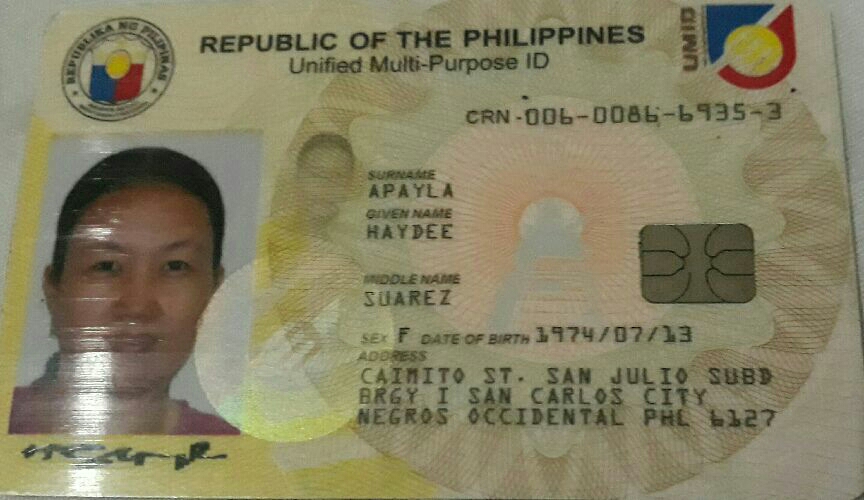 REPUBLIKA NG PILIPINAS
REPUBLIC OF THE PHILIPPINES
Unified Multi-Purpose ID
UMID
CRN-006-0086-6935-3
SURNAME
APAYLA
GIVEN NAME
HAYDEE
MIDDLE NAME
SUAREZ
SEX F DATE OF BIRTH 1974/07/13
ADDRESS
CAIMITO ST. SAN JULIO SUBD
BRGY I SAN CARLOS CITY
NEGROS OCCIDENTAL PHL 6127